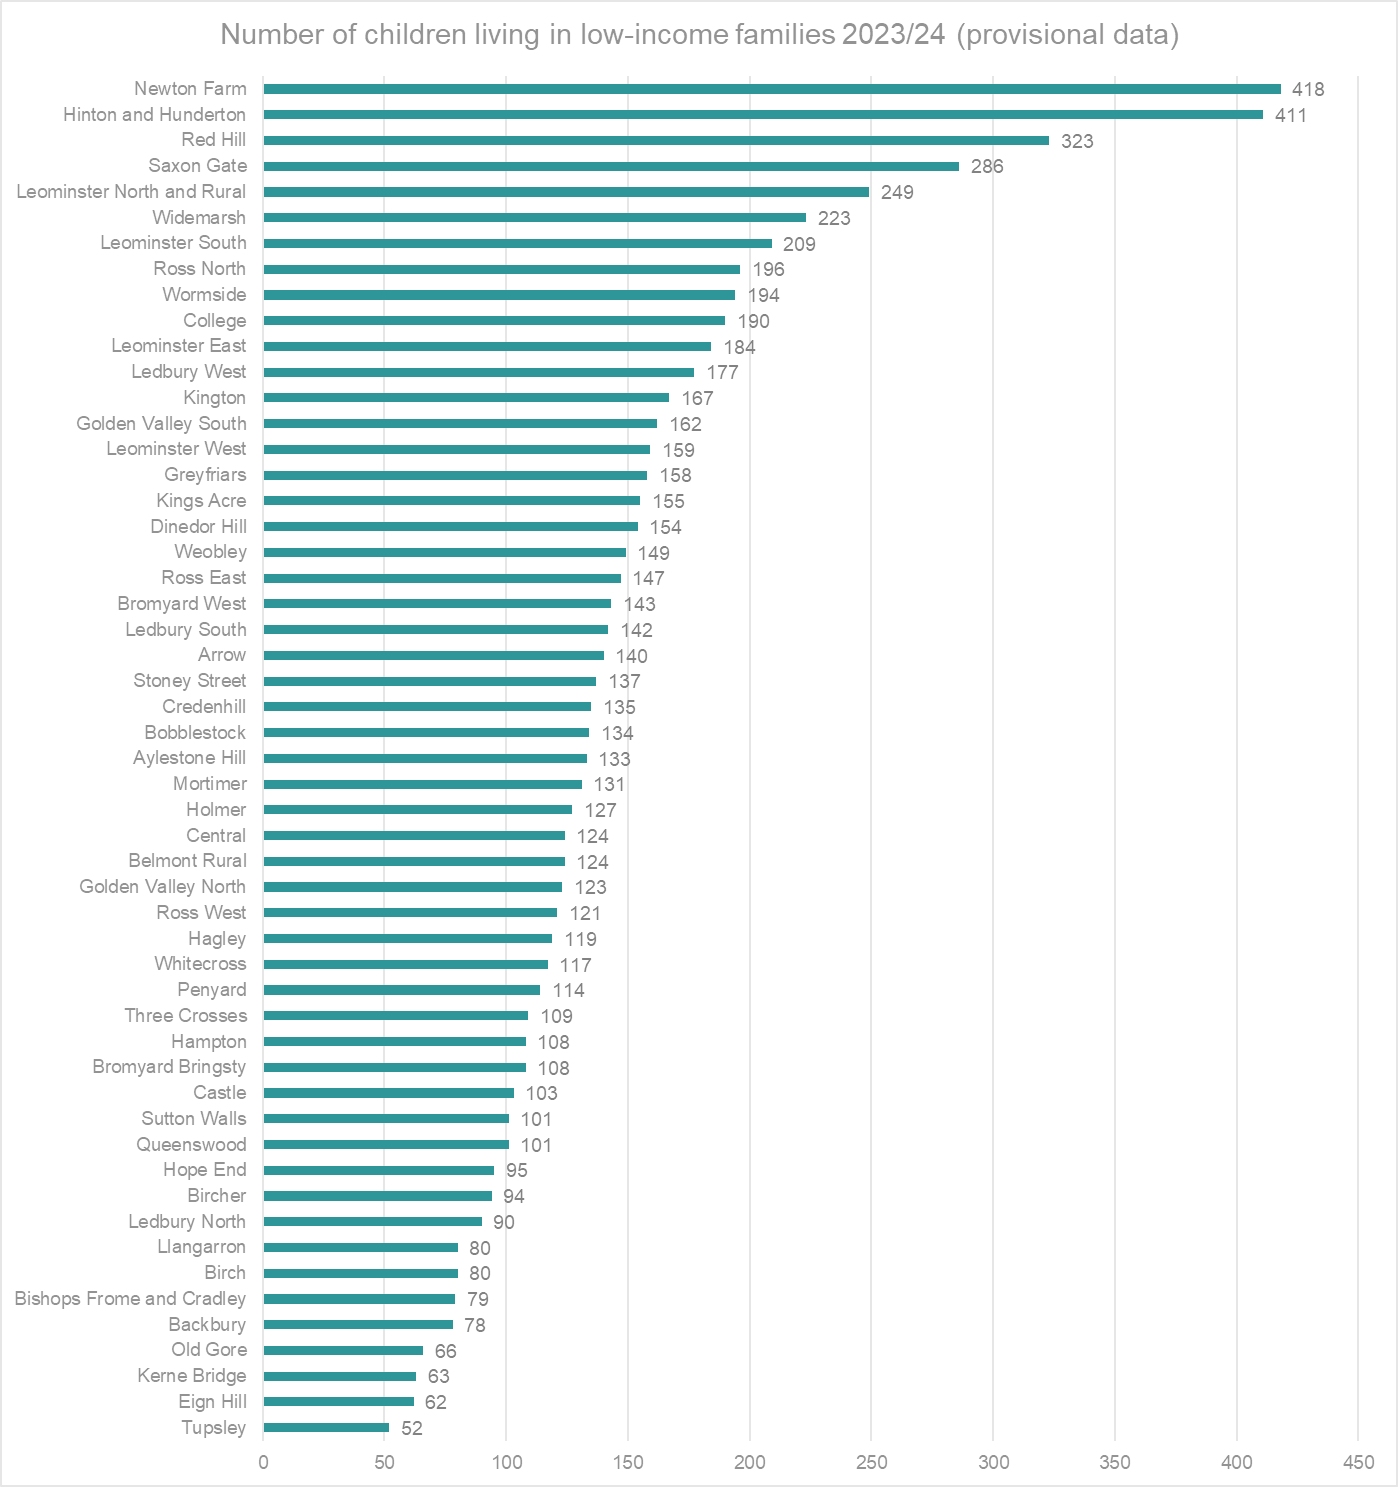 Number of children living in low-income families 2023/24 (provisional data)
Newton Farm 418
Hinton and Hunderton 411
Red Hill 323
Saxon Gate 286
Leominster North and Rural 249
Widemarsh 223
Leominster South 209
Ross North 196
Wormside 194
College 190
Leominster East 184
Ledbury West 177
Kington 167
Golden Valley South 162
Leominster West 159
Greyfriars 158
Kings Acre 155
Dinedor Hill 154
Weobley 149
Ross East 147
Bromyard West 143
Ledbury South 142
Arrow 140
Stoney Street 137
Credenhill 135
Bobblestock 134
Aylestone Hill 133
Mortimer 131
Holmer 127
Central 124
Belmont Rural 124
Golden Valley North 123
Ross West 121
Hagley 119
Whitecross 117
Penyard 114
Three Crosses 109
Hampton 108
Bromyard Bringsty 108
Castle 103
Sutton Walls 101
Queenswood 101
Hope End 95
Bircher 94
Ledbury North 90
Llangarron 80
Birch 80
Bishops Frome and Cradley 79
Backbury 78
Old Gore 66
Kerne Bridge 63
Eign Hill 62
Tupsley 52
0 50 100 150 200 250 300 350 400 450